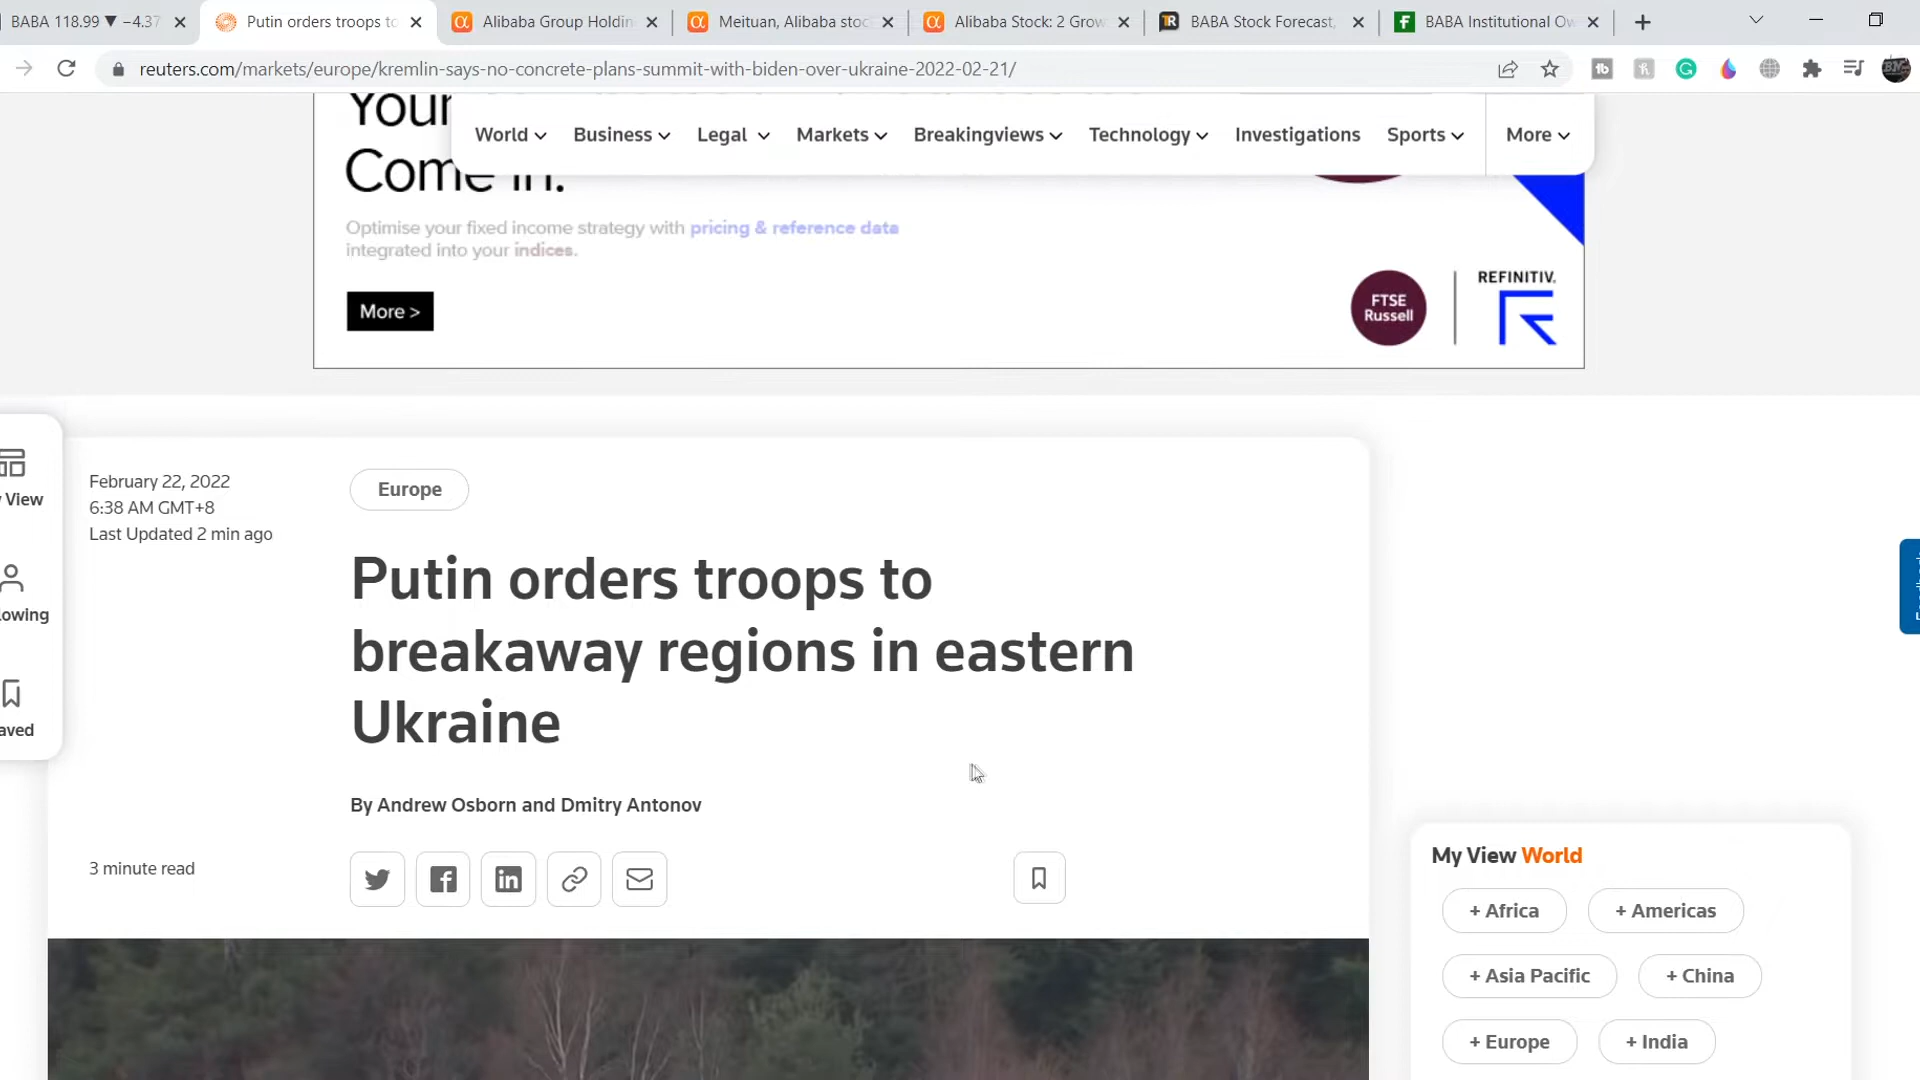 BABA 118.99 ▼ −4.37
Putin orders troops to
Alibaba Group Holdin
Meituan, Alibaba stoc
Alibaba Stock: 2 Grow
BABA Stock Forecast,
BABA Institutional Ow
reuters.com/markets/europe/kremlin-says-no-concrete-plans-summit-with-biden-over-ukraine-2022-02-21/
World
Business
Legal
Markets
Breakingviews
Technology
Investigations
Sports
More
Your
Come in.
Optimise your fixed income strategy with pricing & reference data
integrated into your indices.
More >
FTSE
Russell
REFINITIV.
View
lowing
aved
February 22, 2022
6:38 AM GMT+8
Last Updated 2 min ago
Europe
Putin orders troops to
breakaway regions in eastern
Ukraine
By Andrew Osborn and Dmitry Antonov
3 minute read
My View World
+ Africa
+ Americas
+ Asia Pacific
+ China
+ Europe
+ India